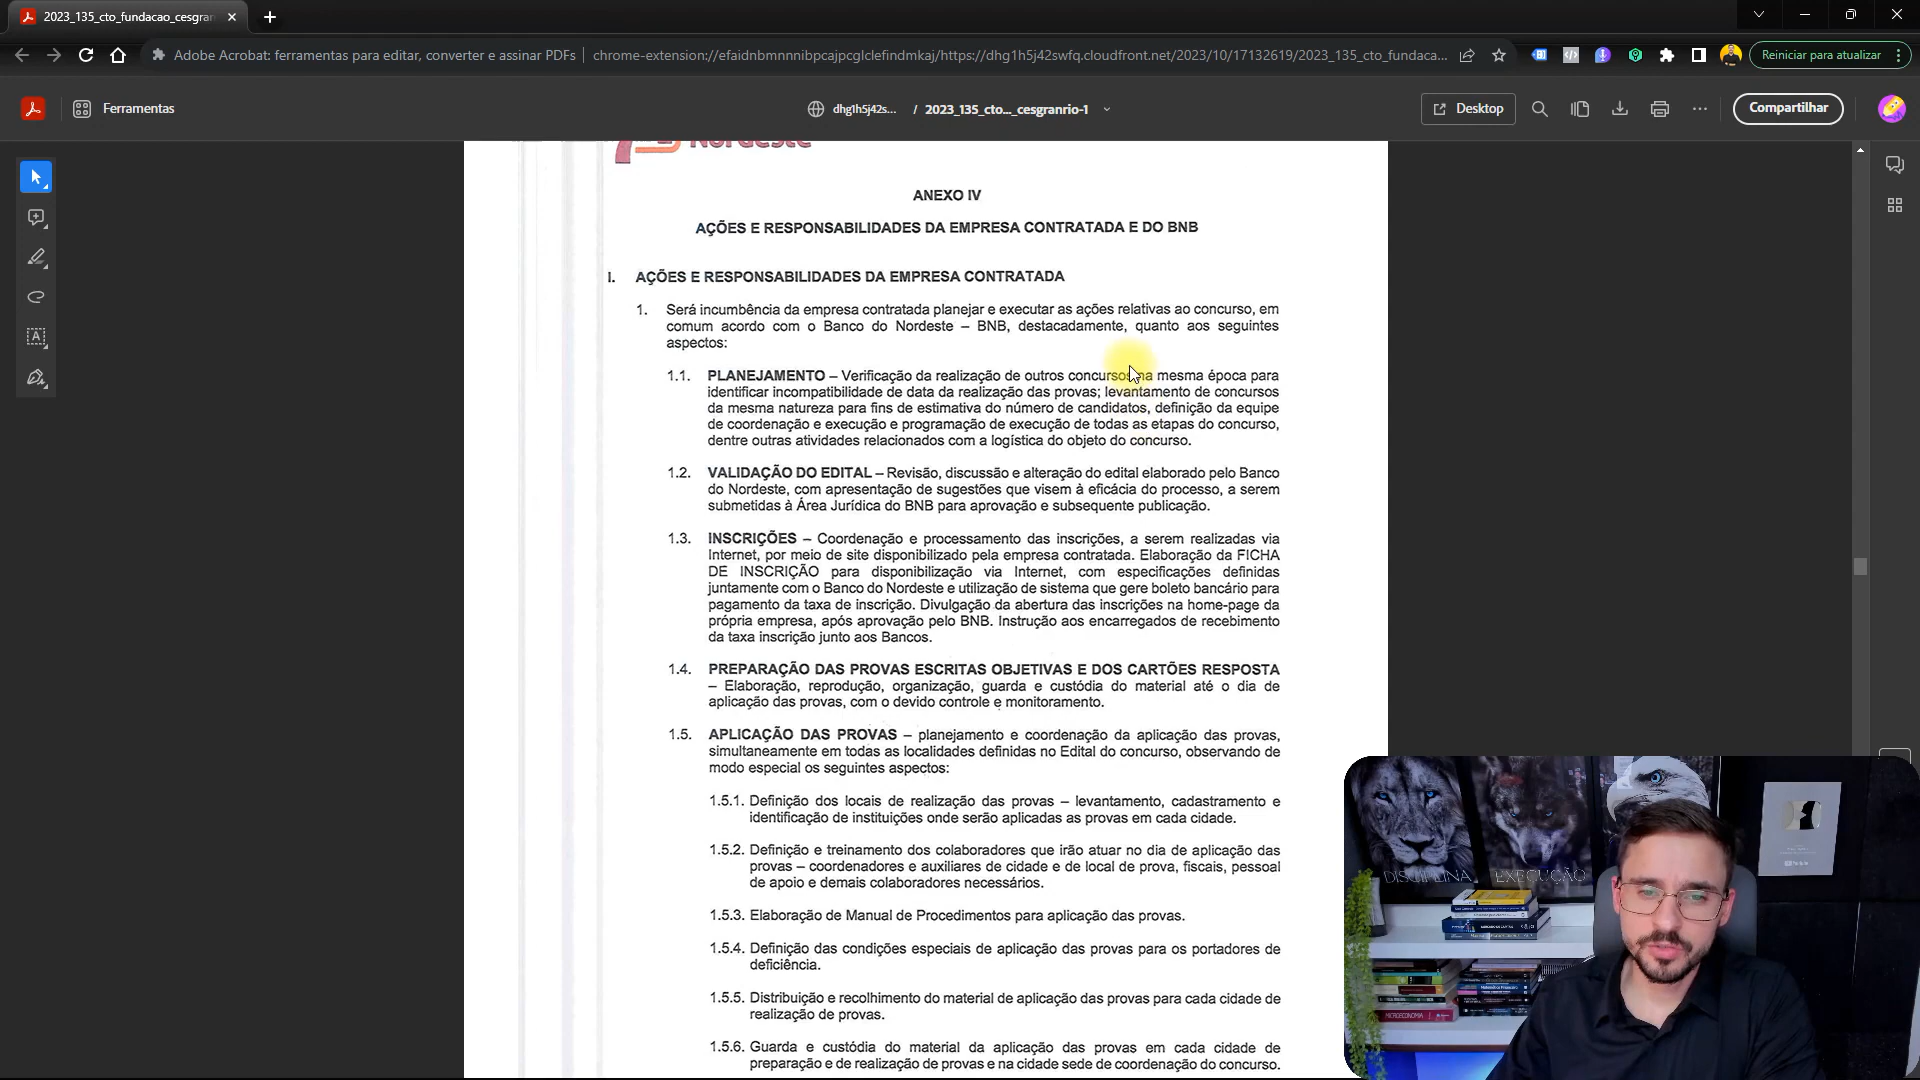 2023_135_cto_fundacao_cesgran
Adobe Acrobat: ferramentas para editar, converter e assinar PDFs
chrome-extension://efaidnbmnnnibpcajpcglclefindmkaj/https://dhg1h5j42swfq.cloudfront.net/2023/10/17132619/2023_135_cto_fundaca...
Reiniciar para atualizar
Ferramentas
dhg1h5j42s... / 2023_135_cto..._cesgranrio-1
Desktop
Compartilhar
Nordeste
ANEXO IV
AÇÕES E RESPONSABILIDADES DA EMPRESA CONTRATADA E DO BNB
I. AÇÕES E RESPONSABILIDADES DA EMPRESA CONTRATADA
1. Será incumbência da empresa contratada planejar e executar as ações relativas ao concurso, em
comum acordo com o Banco do Nordeste – BNB, destacadamente, quanto aos seguintes
aspectos:
1.1. PLANEJAMENTO – Verificação da realização de outros concursos na mesma época para
identificar incompatibilidade de data da realização das provas; levantamento de concursos
da mesma natureza para fins de estimativa do número de candidatos, definição da equipe
de coordenação e execução e programação de execução de todas as etapas do concurso,
dentre outras atividades relacionados com a logística do objeto do concurso.
1.2. VALIDAÇÃO DO EDITAL – Revisão, discussão e alteração do edital elaborado pelo Banco
do Nordeste, com apresentação de sugestões que visem à eficácia do processo, a serem
submetidas à Área Jurídica do BNB para aprovação e subsequente publicação.
1.3. INSCRIÇÕES – Coordenação e processamento das inscrições, a serem realizadas via
Internet, por meio de site disponibilizado pela empresa contratada. Elaboração da FICHA
DE INSCRIÇÃO para disponibilização via Internet, com especificações definidas
juntamente com o Banco do Nordeste e utilização de sistema que gere boleto bancário para
pagamento da taxa de inscrição. Divulgação da abertura das inscrições na home-page da
própria empresa, após aprovação pelo BNB. Instrução aos encarregados de recebimento
da taxa inscrição junto aos Bancos.
1.4. PREPARAÇÃO DAS PROVAS ESCRITAS OBJETIVAS E DOS CARTÕES RESPOSTA
– Elaboração, reprodução, organização, guarda e custódia do material até o dia de
aplicação das provas, com o devido controle e monitoramento.
1.5. APLICAÇÃO DAS PROVAS – planejamento e coordenação da aplicação das provas,
simultaneamente em todas as localidades definidas no Edital do concurso, observando de
modo especial os seguintes aspectos:
1.5.1. Definição dos locais de realização das provas – levantamento, cadastramento e
identificação de instituições onde serão aplicadas as provas em cada cidade.
1.5.2. Definição e treinamento dos colaboradores que irão atuar no dia de aplicação das
provas – coordenadores e auxiliares de cidade e de local de prova, fiscais, pessoal
de apoio e demais colaboradores necessários.
1.5.3. Elaboração de Manual de Procedimentos para aplicação das provas.
1.5.4. Definição das condições especiais de aplicação das provas para os portadores de
deficiência.
1.5.5. Distribuição e recolhimento do material de aplicação das provas para cada cidade de
realização de provas.
1.5.6. Guarda e custódia do material da aplicação das provas em cada cidade de
preparação e de realização de provas e na cidade sede de coordenação do concurso.
DISCIPLINA
EXECUÇÃO
MICROECONOMIA